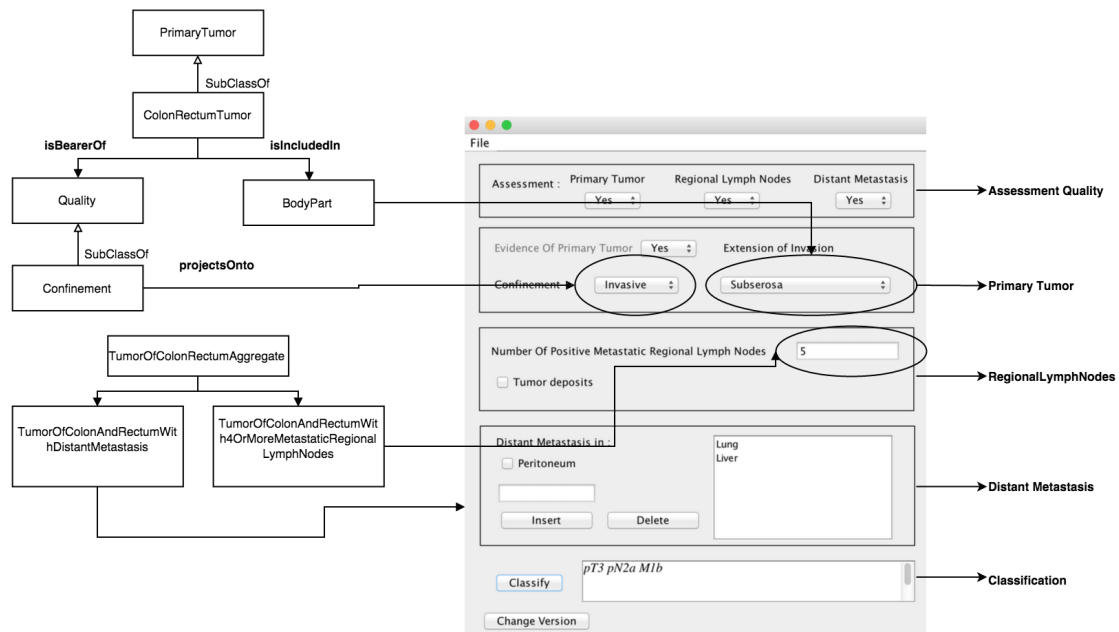 PrimaryTumor
SubClassOf
ColonRectumTumor
isBearerOf
isIncludedIn
Quality
BodyPart
SubClassOf
Confinement
projectsOnto
TumorOfColonRectumAggregate
TumorOfColonAndRectumWit
hDistantMetastasis
TumorOfColonAndRectumWit
h4OrMoreMetastaticRegional
LymphNodes
File
Assessment :
Primary Tumor
Regional Lymph Nodes
Distant Metastasis
Yes
Yes
Yes
Evidence Of Primary Tumor
Yes
Extension of Invasion
Confinement
Invasive
Subserosa
Number Of Positive Metastatic Regional Lymph Nodes
5
Tumor deposits
Distant Metastasis in :
Peritoneum
Lung
Liver
Insert
Delete
Classify
pT3 pN2a M1b
Change Version
Assessment Quality
Primary Tumor
RegionalLymphNodes
Distant Metastasis
Classification